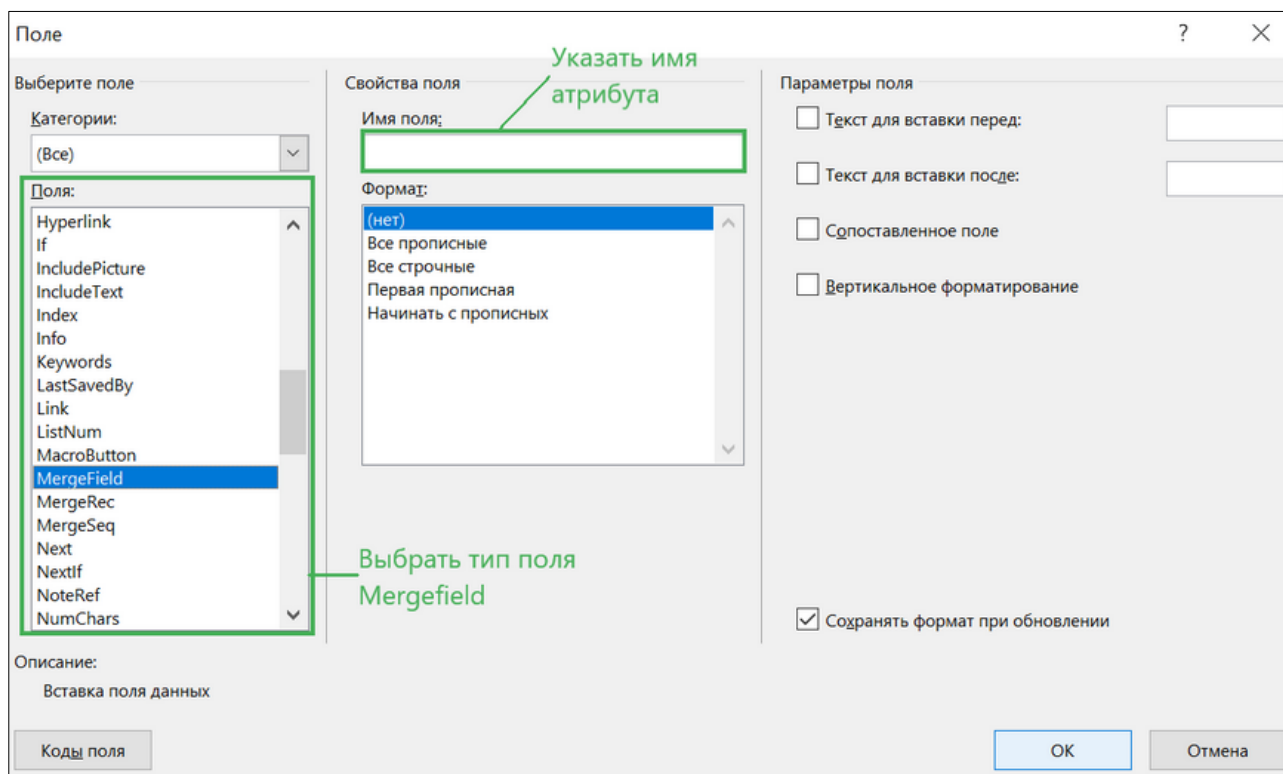 Поле
?
Указать имя
атрибута
Выберите поле
Категории:
(Все)
Поля:
Hyperlink
If
IncludePicture
IncludeText
Index
Info
Keywords
LastSavedBy
Link
ListNum
MacroButton
MergeField
MergeRec
MergeSeq
Next
NextIf
NoteRef
NumChars
Свойства поля
Имя поля:
Формат:
(нет)
Все прописные
Все строчные
Первая прописная
Начинать с прописных
Выбрать тип поля
Mergefield
Параметры поля
Текст для вставки перед:
Текст для вставки после:
Сопоставленное поле
Вертикальное форматирование
Сохранять формат при обновлении
Описание:
Вставка поля данных
Коды поля
ОК
Отмена